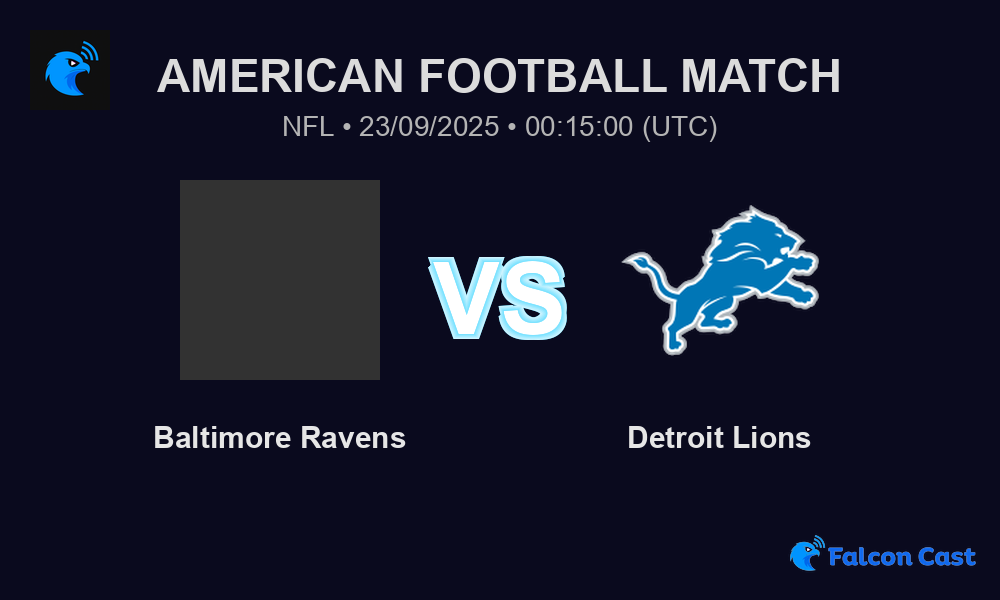 AMERICAN FOOTBALL MATCH
NFL • 23/09/2025 • 00:15:00 (UTC)
VS
Baltimore Ravens
Detroit Lions
Falcon Cast